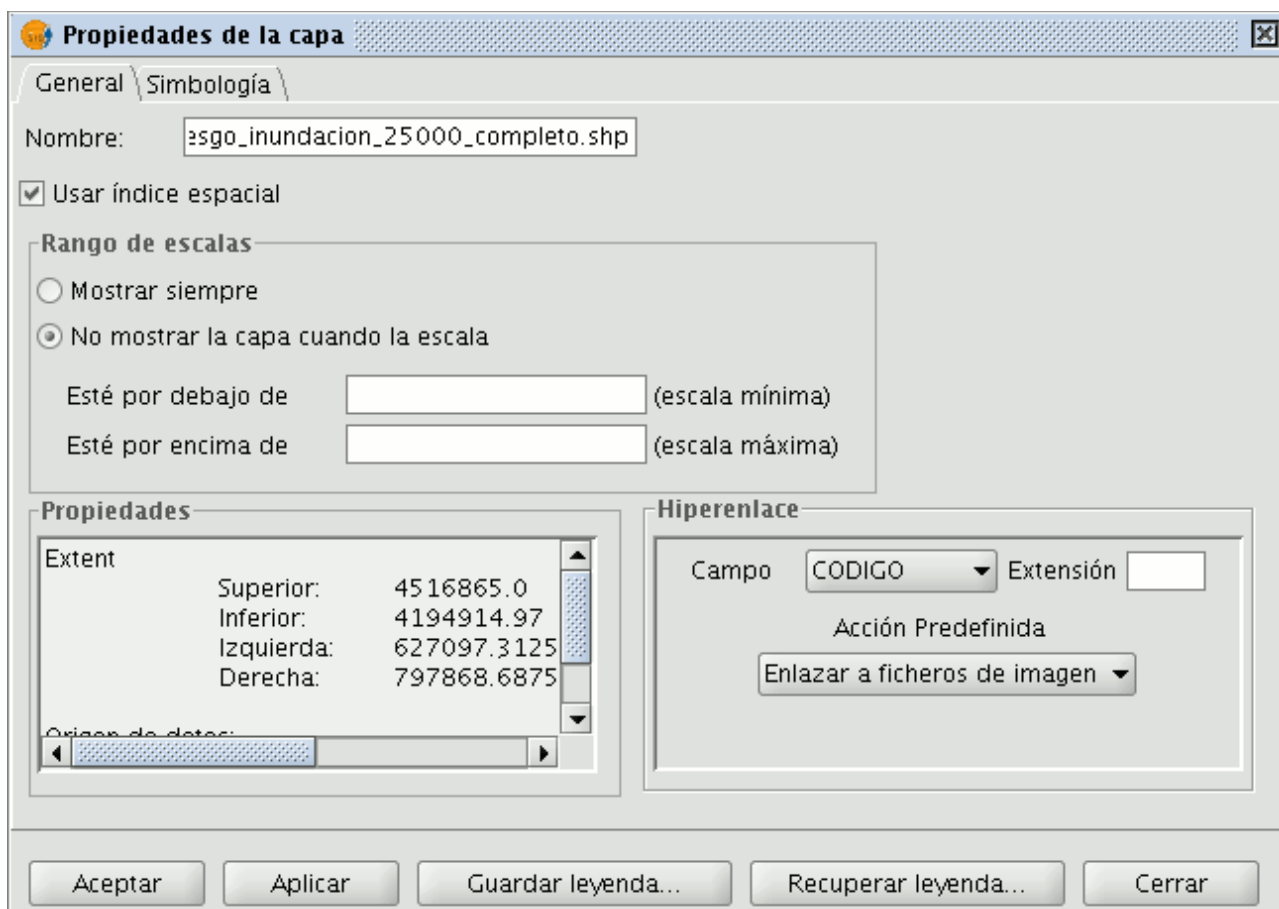 Propiedades de la capa
General
Simbología
Nombre:
esgo_inundacion_25000_completo.shp
Usar índice espacial
Rango de escalas
Mostrar siempre
No mostrar la capa cuando la escala
Esté por debajo de
(escala mínima)
Esté por encima de
(escala máxima)
Propiedades
Extent
Superior: 4516865.0
Inferior: 4194914.97
Izquierda: 627097.3125
Derecha: 797868.6875
Origen de datos:
Hiperenlace
Campo CODIGO Extensión
Acción Predefinida
Enlazar a ficheros de imagen
Aceptar Aplicar Guardar leyenda... Recuperar leyenda... Cerrar